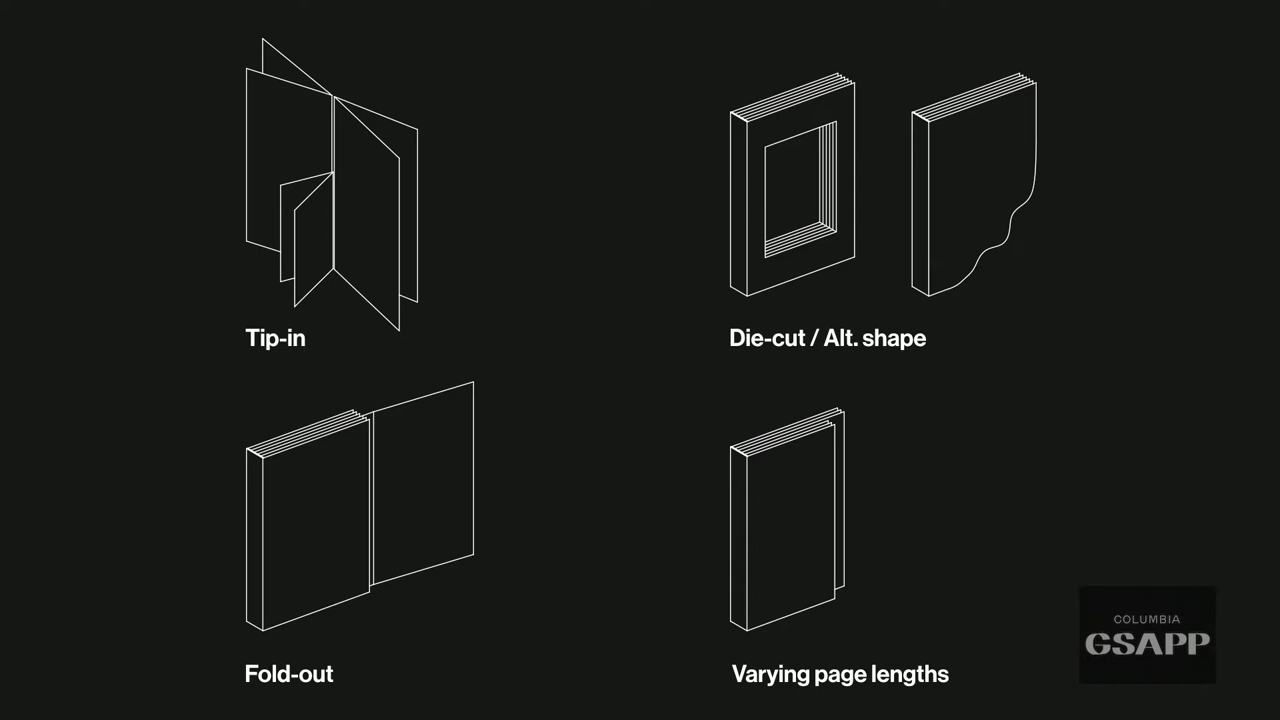 Tip-in
Die-cut / Alt. shape
Fold-out
Varying page lengths
COLUMBIA
GSAPP